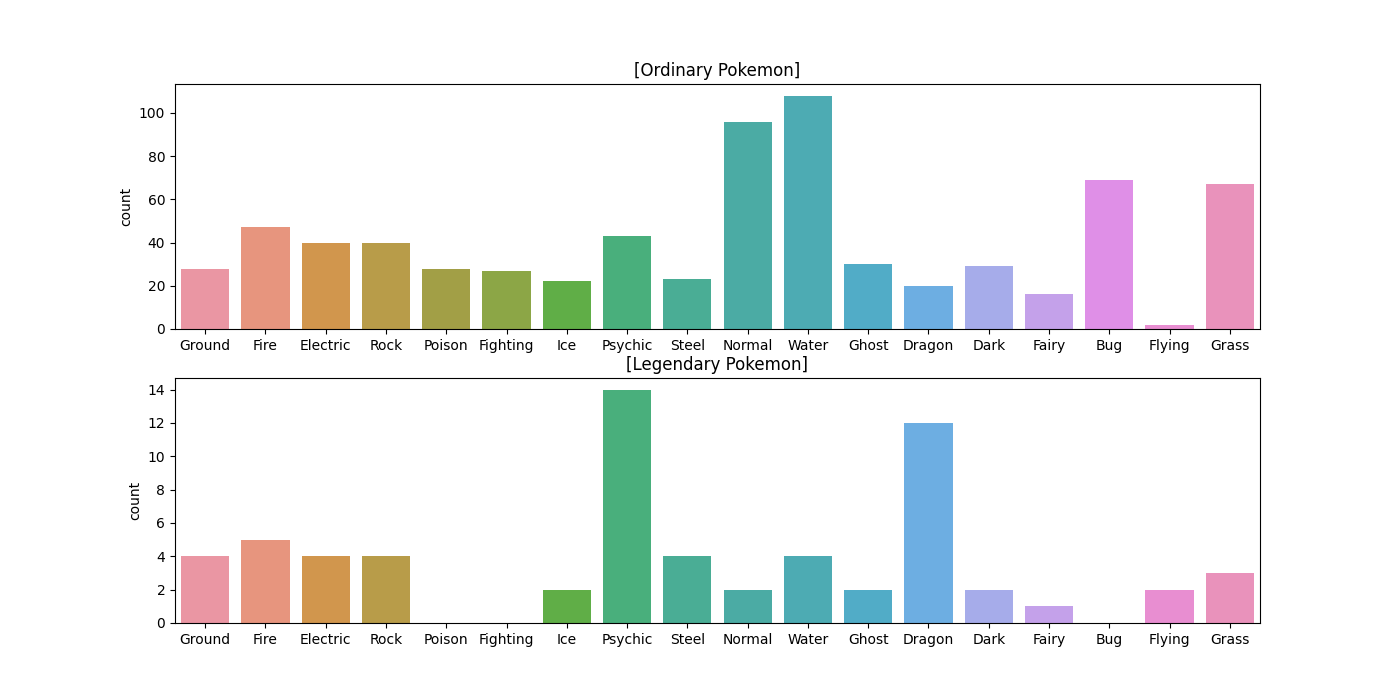 [Ordinary Pokemon]
100
80
60
40
20
0
count
Ground Fire Electric Rock Poison Fighting Ice Psychic Steel Normal Water Ghost Dragon Dark Fairy Bug Flying Grass
[Legendary Pokemon]
14
12
10
8
6
4
2
0
count
Ground Fire Electric Rock Poison Fighting Ice Psychic Steel Normal Water Ghost Dragon Dark Fairy Bug Flying Grass